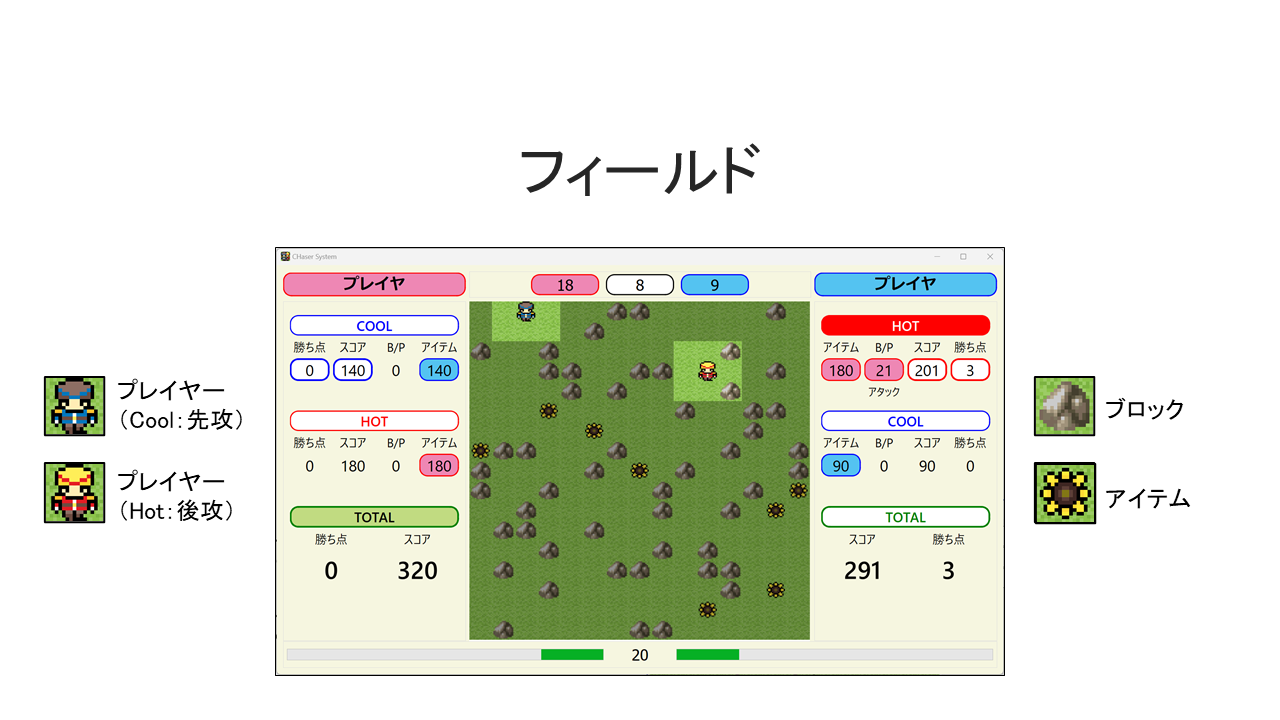 フィールド
CHaser System
プレイヤ
18
8
9
プレイヤ
COOL
勝ち点 スコア B/P アイテム
0 140 0 140
HOT
勝ち点 スコア B/P アイテム
0 180 0 180
TOTAL
勝ち点 スコア
0 320
HOT
アイテム B/P スコア 勝ち点
180 21 201 3
アタック
COOL
アイテム B/P スコア 勝ち点
90 0 90 0
TOTAL
スコア 勝ち点
291 3
20
プレイヤー
（Cool：先攻）
プレイヤー
（Hot：後攻）
ブロック
アイテム